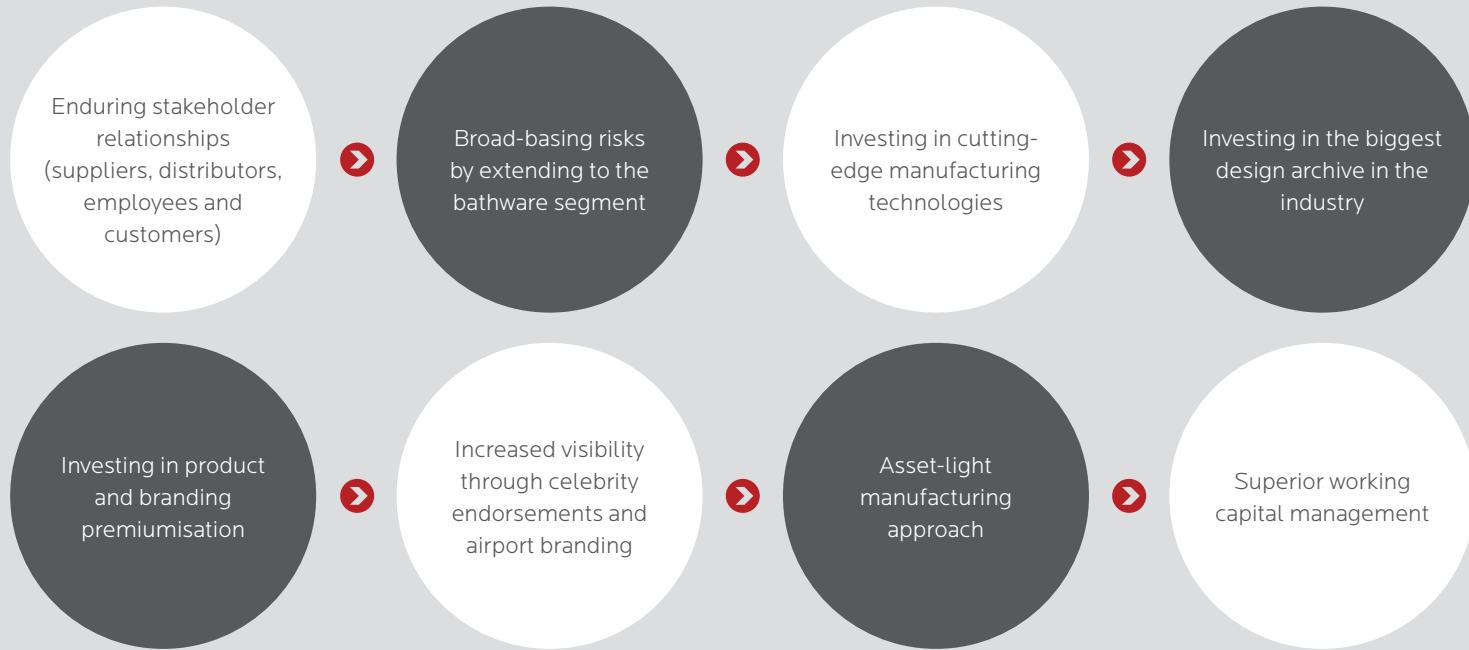 Enduring stakeholder
relationships
(suppliers, distributors,
employees and
customers)
Broad-basing risks
by extending to the
bathware segment
Investing in cutting-
edge manufacturing
technologies
Investing in the biggest
design archive in the
industry
Investing in product
and branding
premiumisation
Increased visibility
through celebrity
endorsements and
airport branding
Asset-light
manufacturing
approach
Superior working
capital management